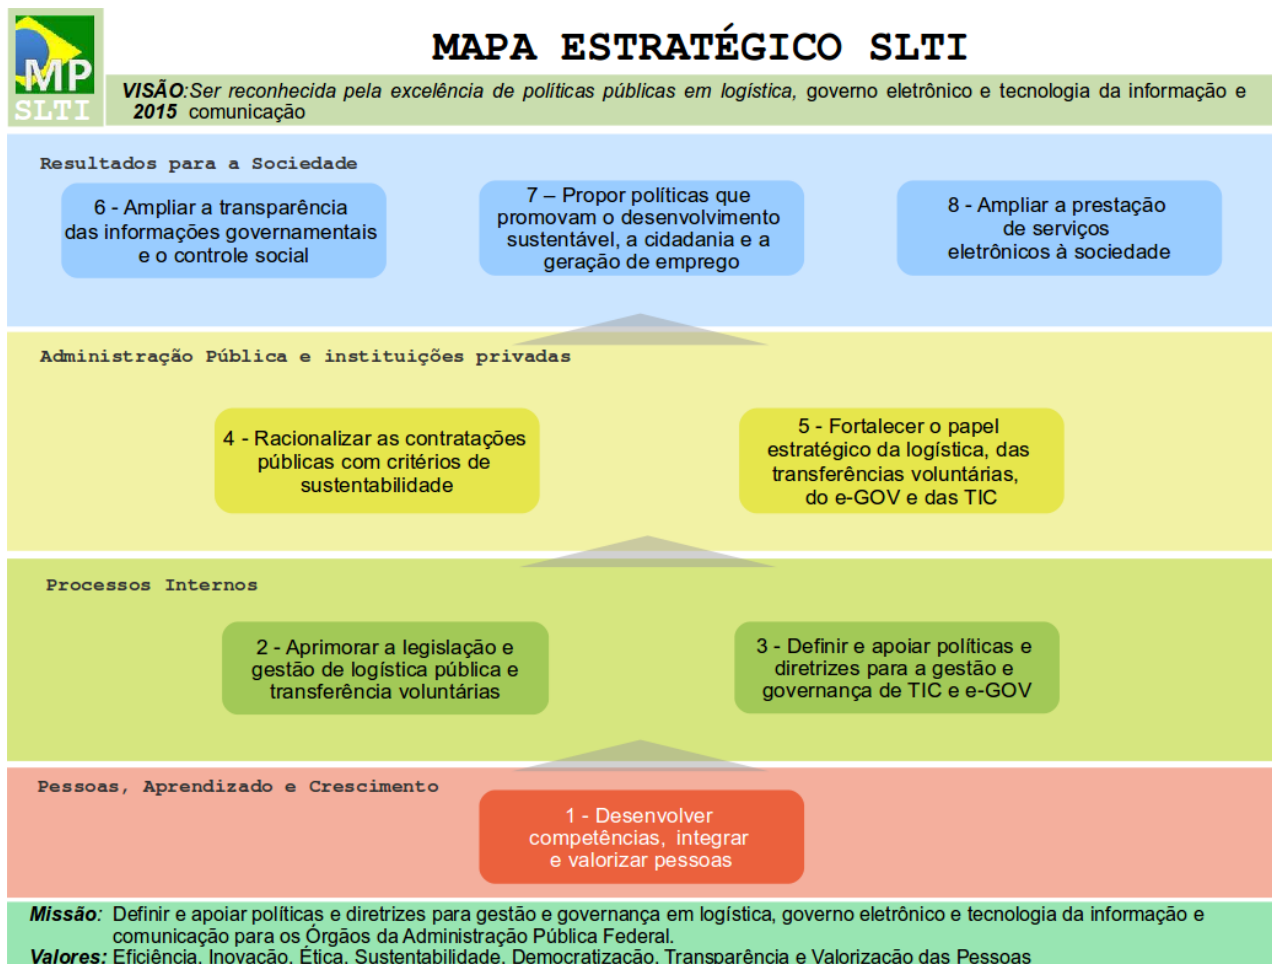 MAPA ESTRATÉGICO SLTI
MP
SLTI
VISÃO:Ser reconhecida pela excelência de políticas públicas em logística, governo eletrônico e tecnologia da informação e
2015 comunicação
Resultados para a Sociedade
6 - Ampliar a transparência
das informações governamentais
e o controle social
7 – Propor políticas que
promovam o desenvolvimento
sustentável, a cidadania e a
geração de emprego
8 - Ampliar a prestação
de serviços
eletrônicos à sociedade
Administração Pública e instituições privadas
4 - Racionalizar as contratações
públicas com critérios de
sustentabilidade
5 - Fortalecer o papel
estratégico da logística, das
transferências voluntárias,
do e-GOV e das TIC
Processos Internos
2 - Aprimorar a legislação e
gestão de logística pública e
transferência voluntárias
3 - Definir e apoiar políticas e
diretrizes para a gestão e
governança de TIC e e-GOV
Pessoas, Aprendizado e Crescimento
1 - Desenvolver
competências, integrar
e valorizar pessoas
Missão: Definir e apoiar políticas e diretrizes para gestão e governança em logística, governo eletrônico e tecnologia da informação e
comunicação para os Órgãos da Administração Pública Federal.
Valores: Eficiência, Inovação, Ética, Sustentabilidade, Democratização, Transparência e Valorização das Pessoas